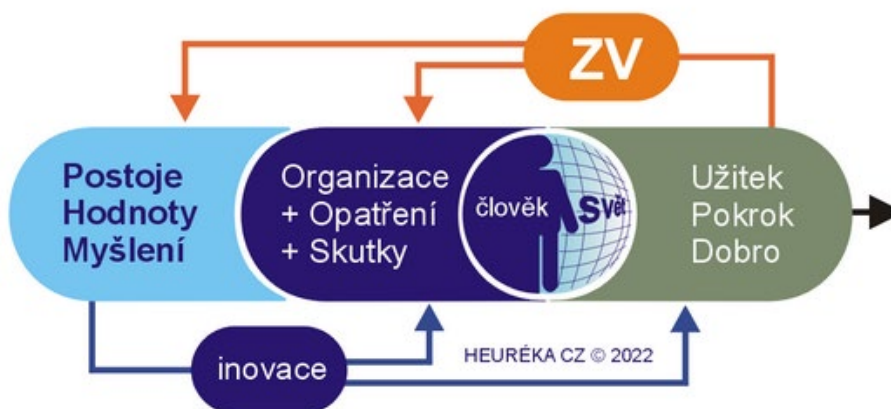 ZV
Postoje
Hodnoty
Myšlení
Organizace
+ Opatření
+ Skutky
člověk
svět
Užitek
Pokrok
Dobro
inovace
HEURÉKA CZ © 2022